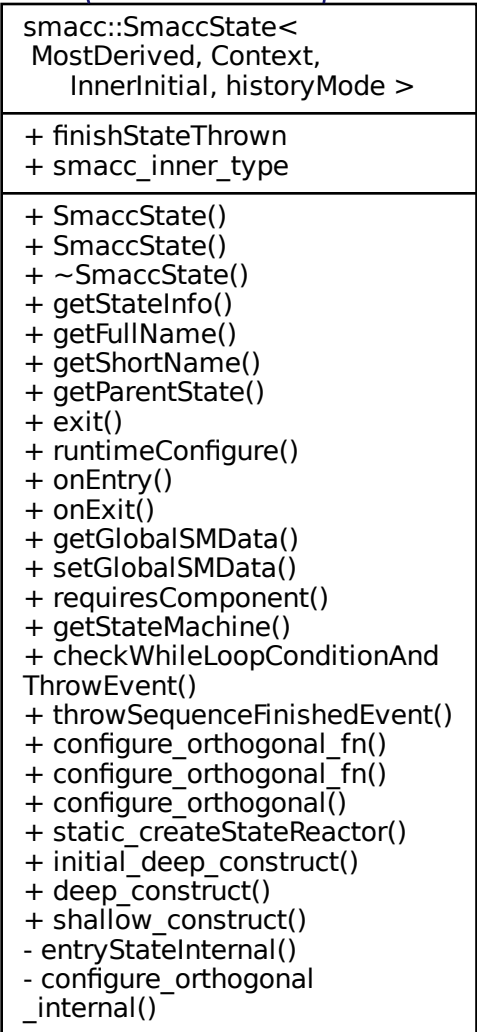 smacc::SmaccState<
MostDerived, Context,
InnerInitial, historyMode >
+ finishStateThrown
+ smacc_inner_type
+ SmaccState()
+ SmaccState()
+ ~SmaccState()
+ getStateInfo()
+ getFullName()
+ getShortName()
+ getParentState()
+ exit()
+ runtimeConfigure()
+ onEntry()
+ onExit()
+ getGlobalSMData()
+ setGlobalSMData()
+ requiresComponent()
+ getStateMachine()
+ checkWhileLoopConditionAnd
ThrowEvent()
+ throwSequenceFinishedEvent()
+ configure_orthogonal_fn()
+ configure_orthogonal_fn()
+ configure_orthogonal()
+ static_createStateReactor()
+ initial_deep_construct()
+ deep_construct()
+ shallow_construct()
- entryStateInternal()
- configure_orthogonal
_internal()